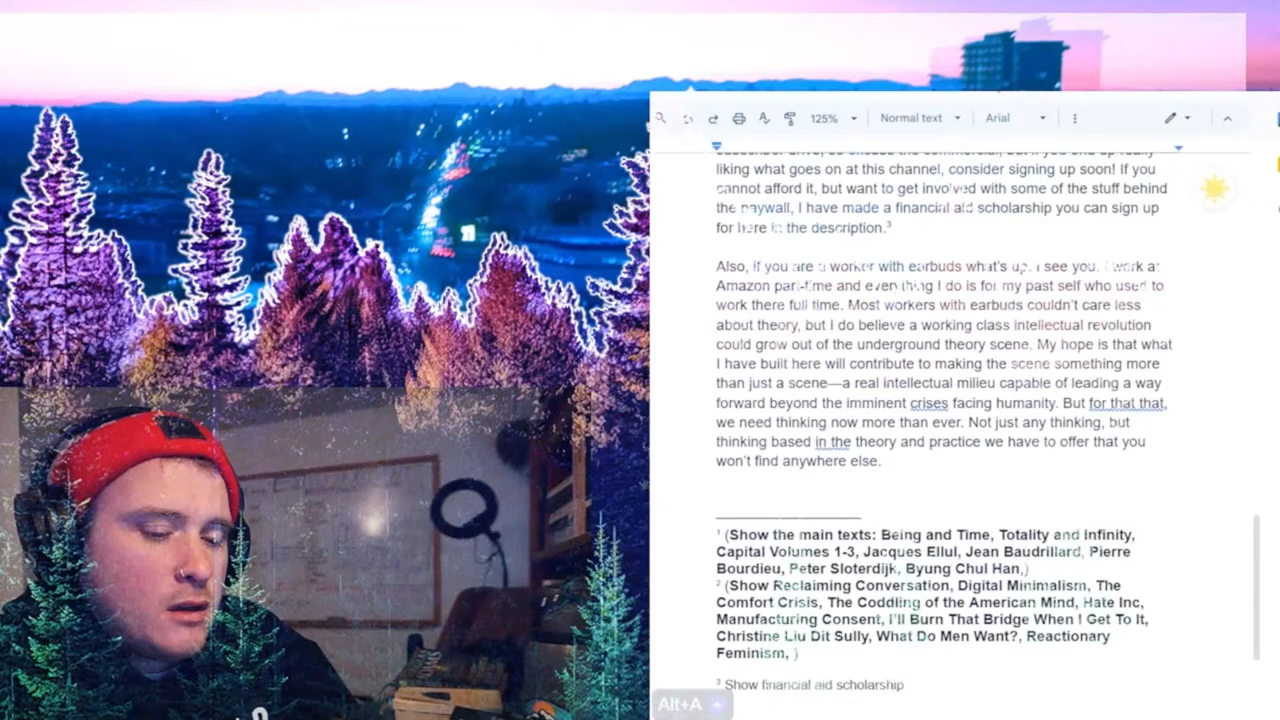 125%
Normal text
Arial
liking what goes on at this channel, consider signing up soon! If you
cannot afford it, but want to get involved with some of the stuff behind
the paywall, I have made a financial aid scholarship you can sign up
for here in the description.³
Also, if you are a worker with earbuds what's up, I see you. I work at
Amazon part-time and everything I do is for my past self who used to
work there full time. Most workers with earbuds couldn't care less
about theory, but I do believe a working class intellectual revolution
could grow out of the underground theory scene. My hope is that what
I have built here will contribute to making the scene something more
than just a scene—a real intellectual milieu capable of leading a way
forward beyond the imminent crises facing humanity. But for that that,
we need thinking now more than ever. Not just any thinking, but
thinking based in the theory and practice we have to offer that you
won't find anywhere else.
¹ (Show the main texts: Being and Time, Totality and Infinity,
Capital Volumes 1-3, Jacques Ellul, Jean Baudrillard, Pierre
Bourdieu, Peter Sloterdijk, Byung Chul Han,)
² (Show Reclaiming Conversation, Digital Minimalism, The
Comfort Crisis, The Coddling of the American Mind, Hate Inc,
Manufacturing Consent, I'll Burn That Bridge When I Get To It,
Christine Liu Dit Sully, What Do Men Want?, Reactionary
Feminism, )
³ Show financial aid scholarship
Alt+A